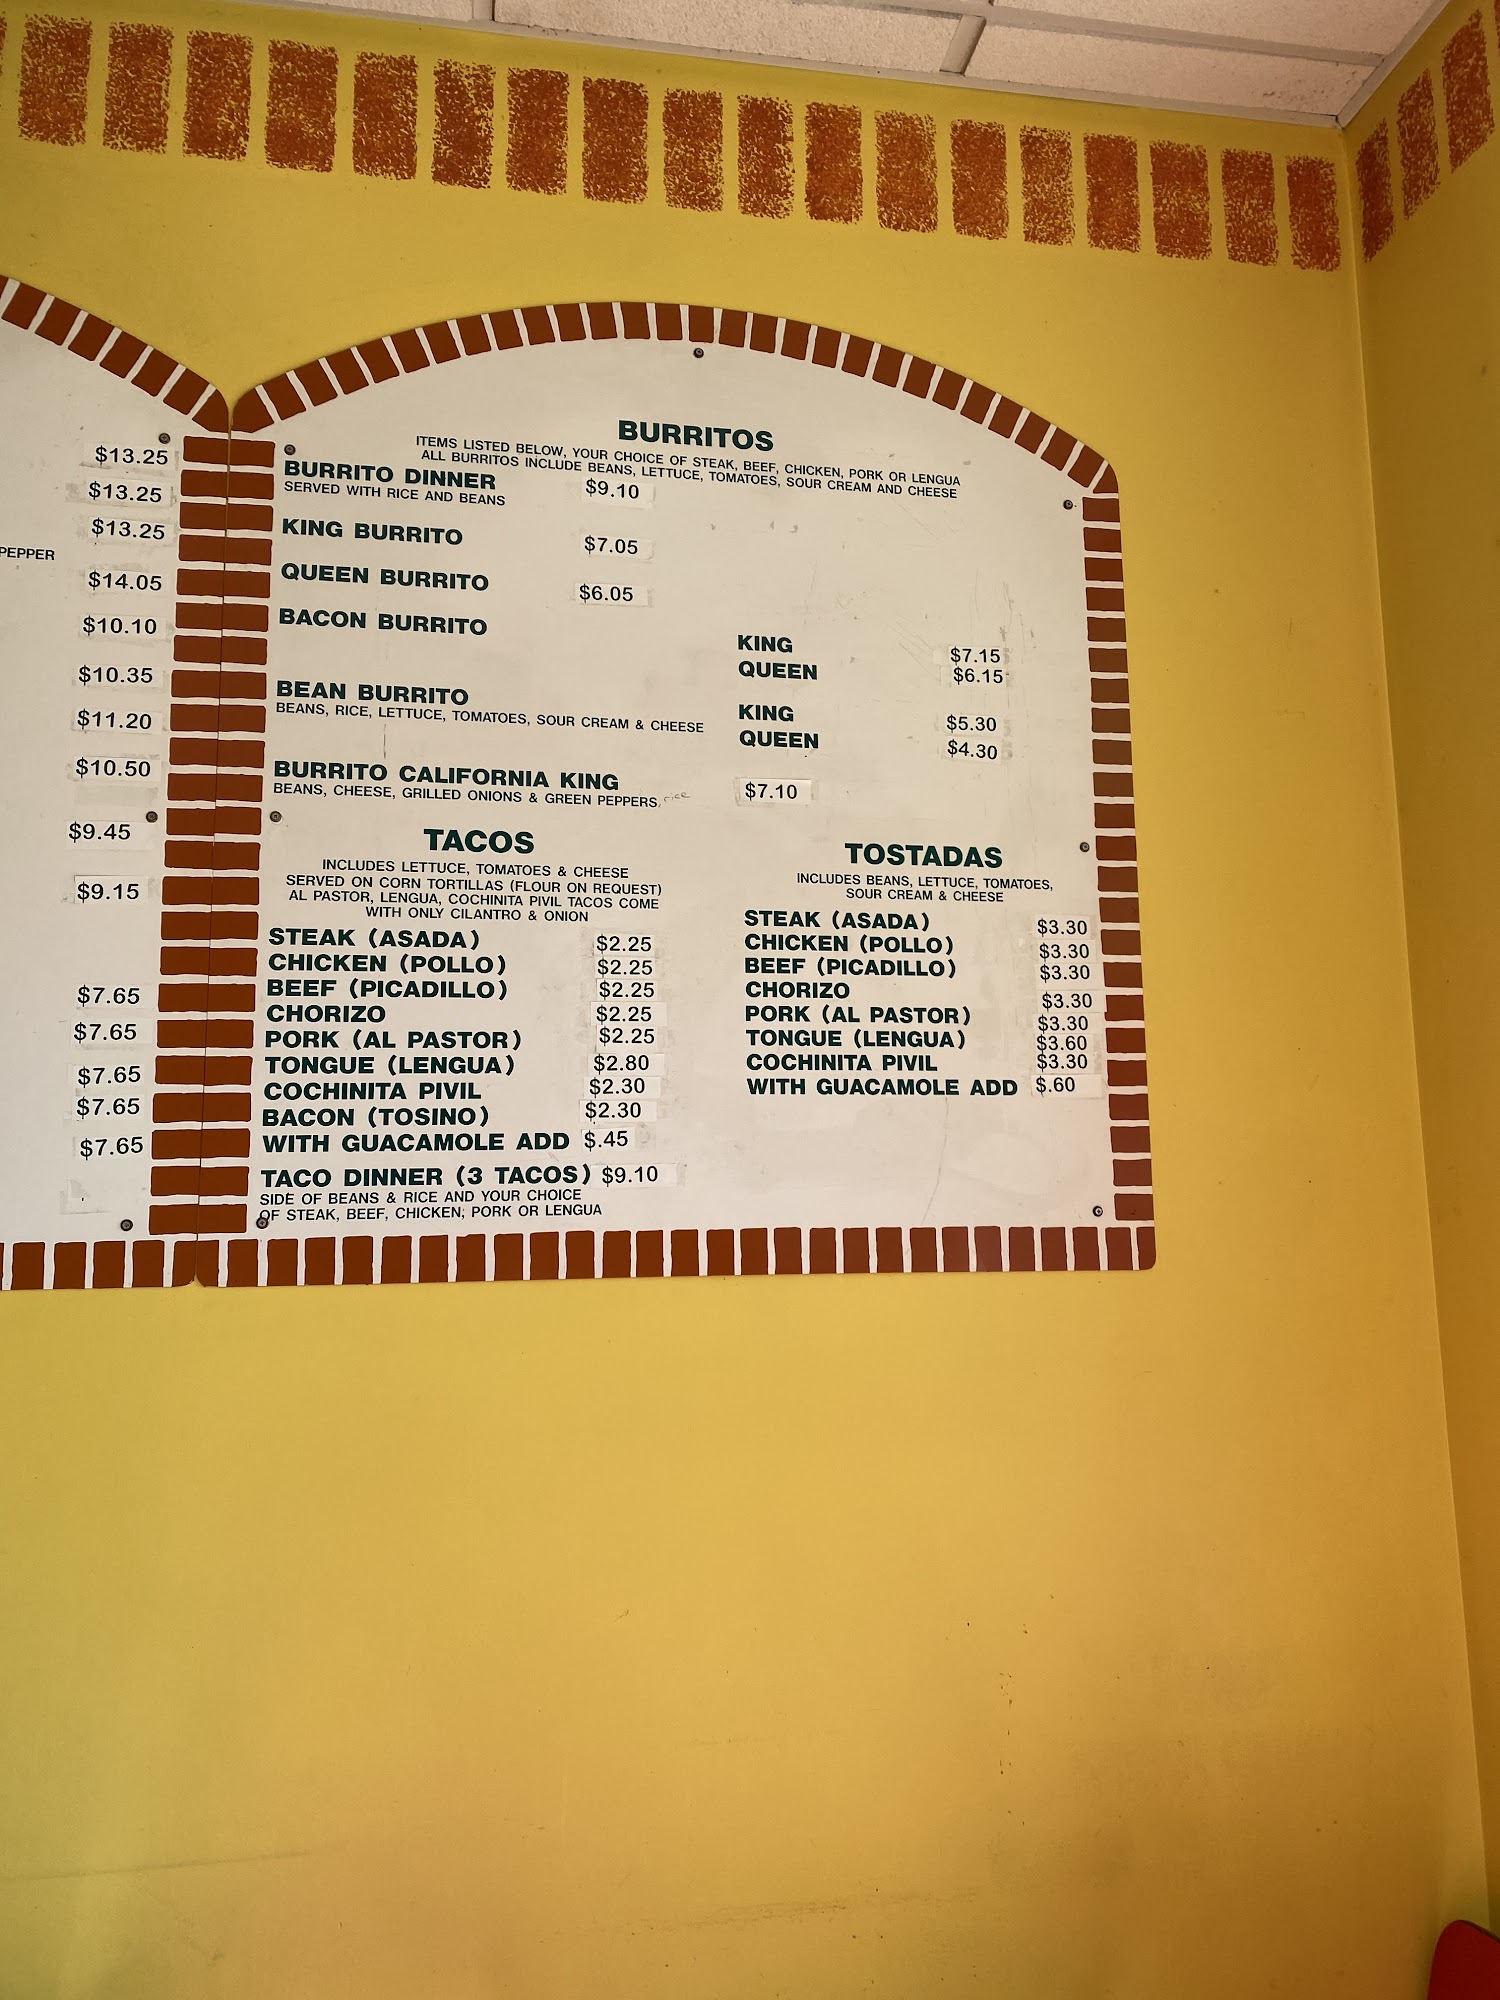 $13.25
$13.25
$13.25
PEPPER
$14.05
$10.10
$10.35
$11.20
$10.50
$9.45
$9.15
$7.65
$7.65
$7.65
$7.65
$7.65
BURRITOS
ITEMS LISTED BELOW, YOUR CHOICE OF STEAK, BEEF, CHICKEN, PORK OR LENGUA
ALL BURRITOS INCLUDE BEANS, LETTUCE, TOMATOES, SOUR CREAM AND CHEESE
BURRITO DINNER $9.10
SERVED WITH RICE AND BEANS
KING BURRITO $7.05
QUEEN BURRITO $6.05
BACON BURRITO
KING $7.15
QUEEN $6.15
BEAN BURRITO
BEANS, RICE, LETTUCE, TOMATOES, SOUR CREAM & CHEESE
KING $5.30
QUEEN $4.30
BURRITO CALIFORNIA KING $7.10
BEANS, CHEESE, GRILLED ONIONS & GREEN PEPPERS, rice
TACOS
INCLUDES LETTUCE, TOMATOES & CHEESE
SERVED ON CORN TORTILLAS (FLOUR ON REQUEST)
AL PASTOR, LENGUA, COCHINITA PIVIL TACOS COME
WITH ONLY CILANTRO & ONION
STEAK (ASADA) $2.25
CHICKEN (POLLO) $2.25
BEEF (PICADILLO) $2.25
CHORIZO $2.25
PORK (AL PASTOR) $2.25
TONGUE (LENGUA) $2.80
COCHINITA PIVIL $2.30
BACON (TOSINO) $2.30
WITH GUACAMOLE ADD $.45
TACO DINNER (3 TACOS) $9.10
SIDE OF BEANS & RICE AND YOUR CHOICE
OF STEAK, BEEF, CHICKEN, PORK OR LENGUA
TOSTADAS
INCLUDES BEANS, LETTUCE, TOMATOES,
SOUR CREAM & CHEESE
STEAK (ASADA) $3.30
CHICKEN (POLLO) $3.30
BEEF (PICADILLO) $3.30
CHORIZO $3.30
PORK (AL PASTOR) $3.30
TONGUE (LENGUA) $3.60
COCHINITA PIVIL $3.30
WITH GUACAMOLE ADD $.60